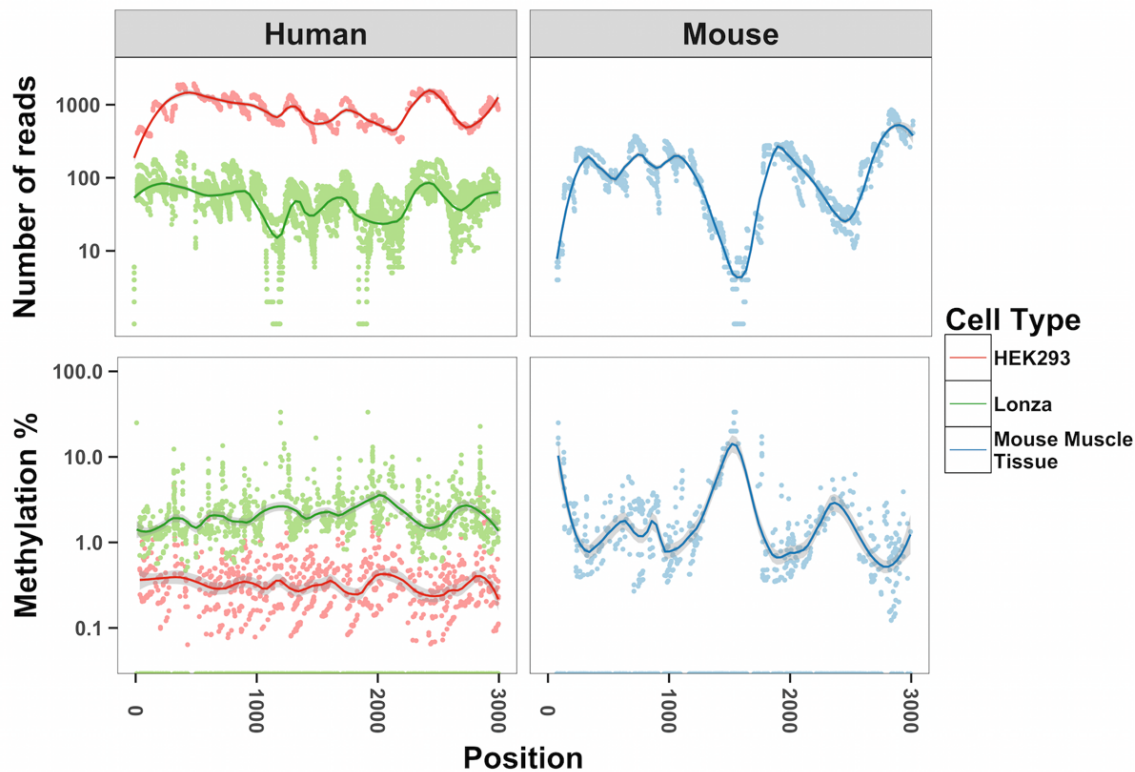 Human
Mouse
Number of reads
1000
100
10
Methylation %
100.0
10.0
1.0
0.1
0
1000
2000
3000
0
1000
2000
3000
Position
Cell Type
HEK293
Lonza
Mouse Muscle
Tissue